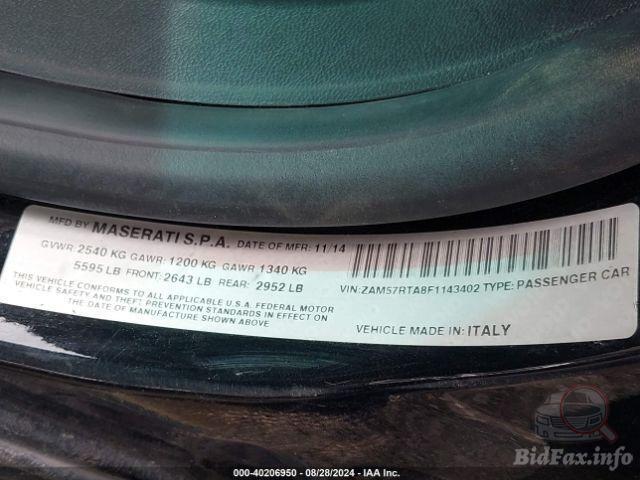 MFD BY MASERATI S.P.A. DATE OF MFR: 11/14
GVWR: 2540 KG GAWR: 1200 KG GAWR 1340 KG
5595 LB FRONT: 2643 LB REAR: 2952 LB
THIS VEHICLE CONFORMS TO ALL APPLICABLE U.S.A. FEDERAL MOTOR
VEHICLE SAFETY AND THEFT PREVENTION STANDARDS IN EFFECT ON
THE DATE OF MANUFACTURE SHOWN ABOVE
VIN:ZAM57RTA8F1143402 TYPE: PASSENGER CAR
VEHICLE MADE IN: ITALY
BidFax.info
000-40206950 - 08/28/2024 - IAA Inc.